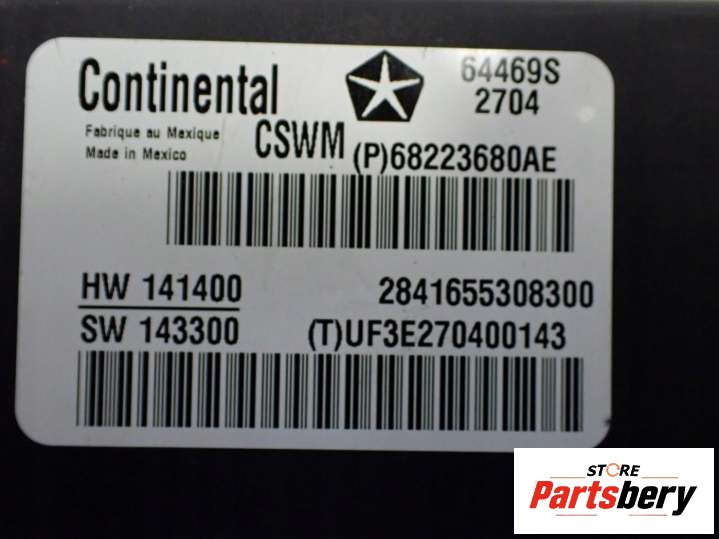 Continental
64469S
2704
Fabrique au Mexique
Made in Mexico
CSWM (P)68223680AE
HW 141400 2841655308300
SW 143300 (T)UF3E270400143
STORE
Partsbery